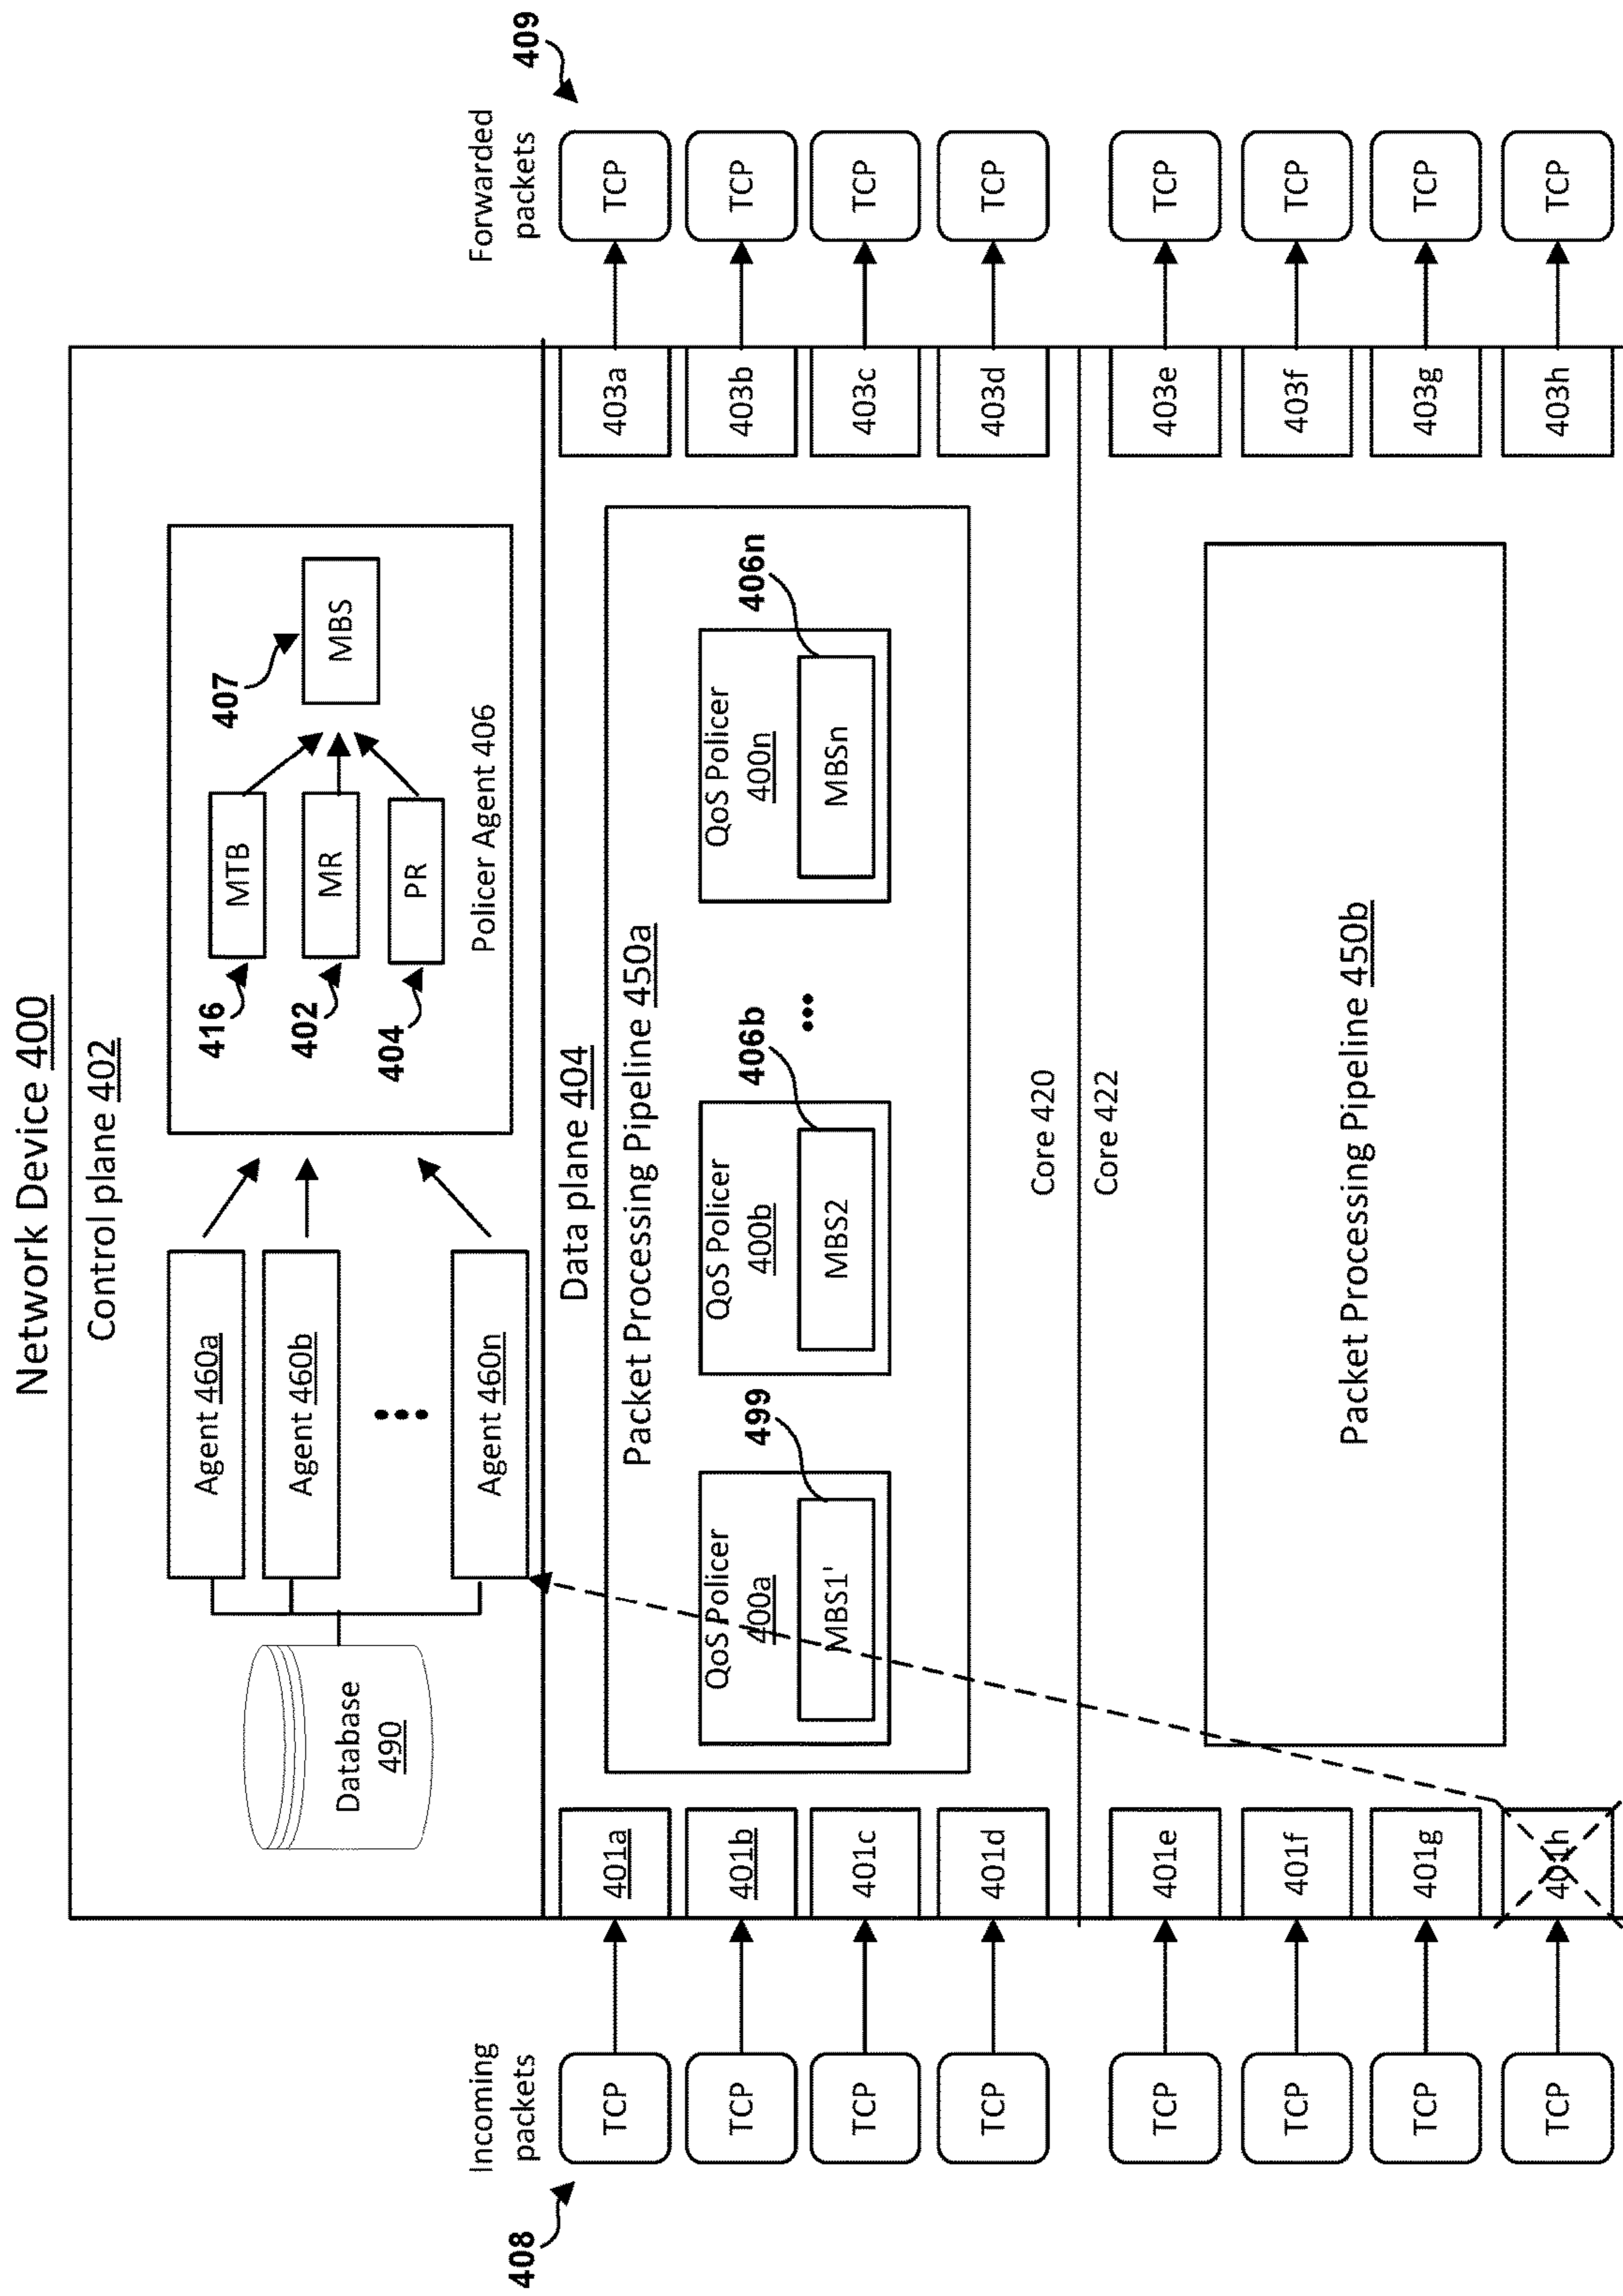 Network Device 400
Control plane 402
Database
490
Agent 460a
Agent 460b
Agent 460n
416
402
404
MTB
MR
PR
407
MBS
Policer Agent 406
Data plane 404
Packet Processing Pipeline 450a
QoS Policer
400a
MBS1'
499
QoS Policer
400b
MBS2
406b
QoS Policer
400n
MBSn
406n
Core 420
Core 422
Packet Processing Pipeline 450b
408
Incoming
packets
TCP
TCP
TCP
TCP
TCP
TCP
TCP
TCP
401a
401b
401c
401d
401e
401f
401g
401h
403a
403b
403c
403d
403e
403f
403g
403h
409
Forwarded
packets
TCP
TCP
TCP
TCP
TCP
TCP
TCP
TCP